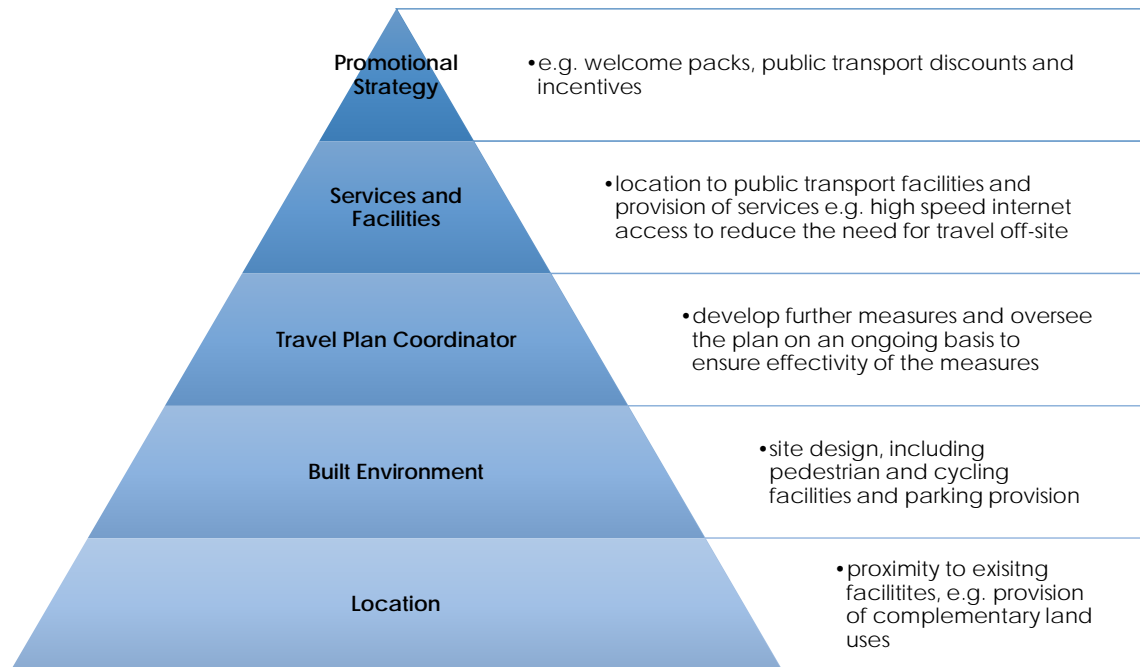 Promotional
Strategy
•e.g. welcome packs, public transport discounts and
incentives
Services and
Facilities
•location to public transport facilities and
provision of services e.g. high speed internet
access to reduce the need for travel off-site
Travel Plan Coordinator
•develop further measures and oversee
the plan on an ongoing basis to
ensure effectivity of the measures
Built Environment
•site design, including
pedestrian and cycling
facilities and parking provision
Location
•proximity to exisitng
facilitites, e.g. provision
of complementary land
uses